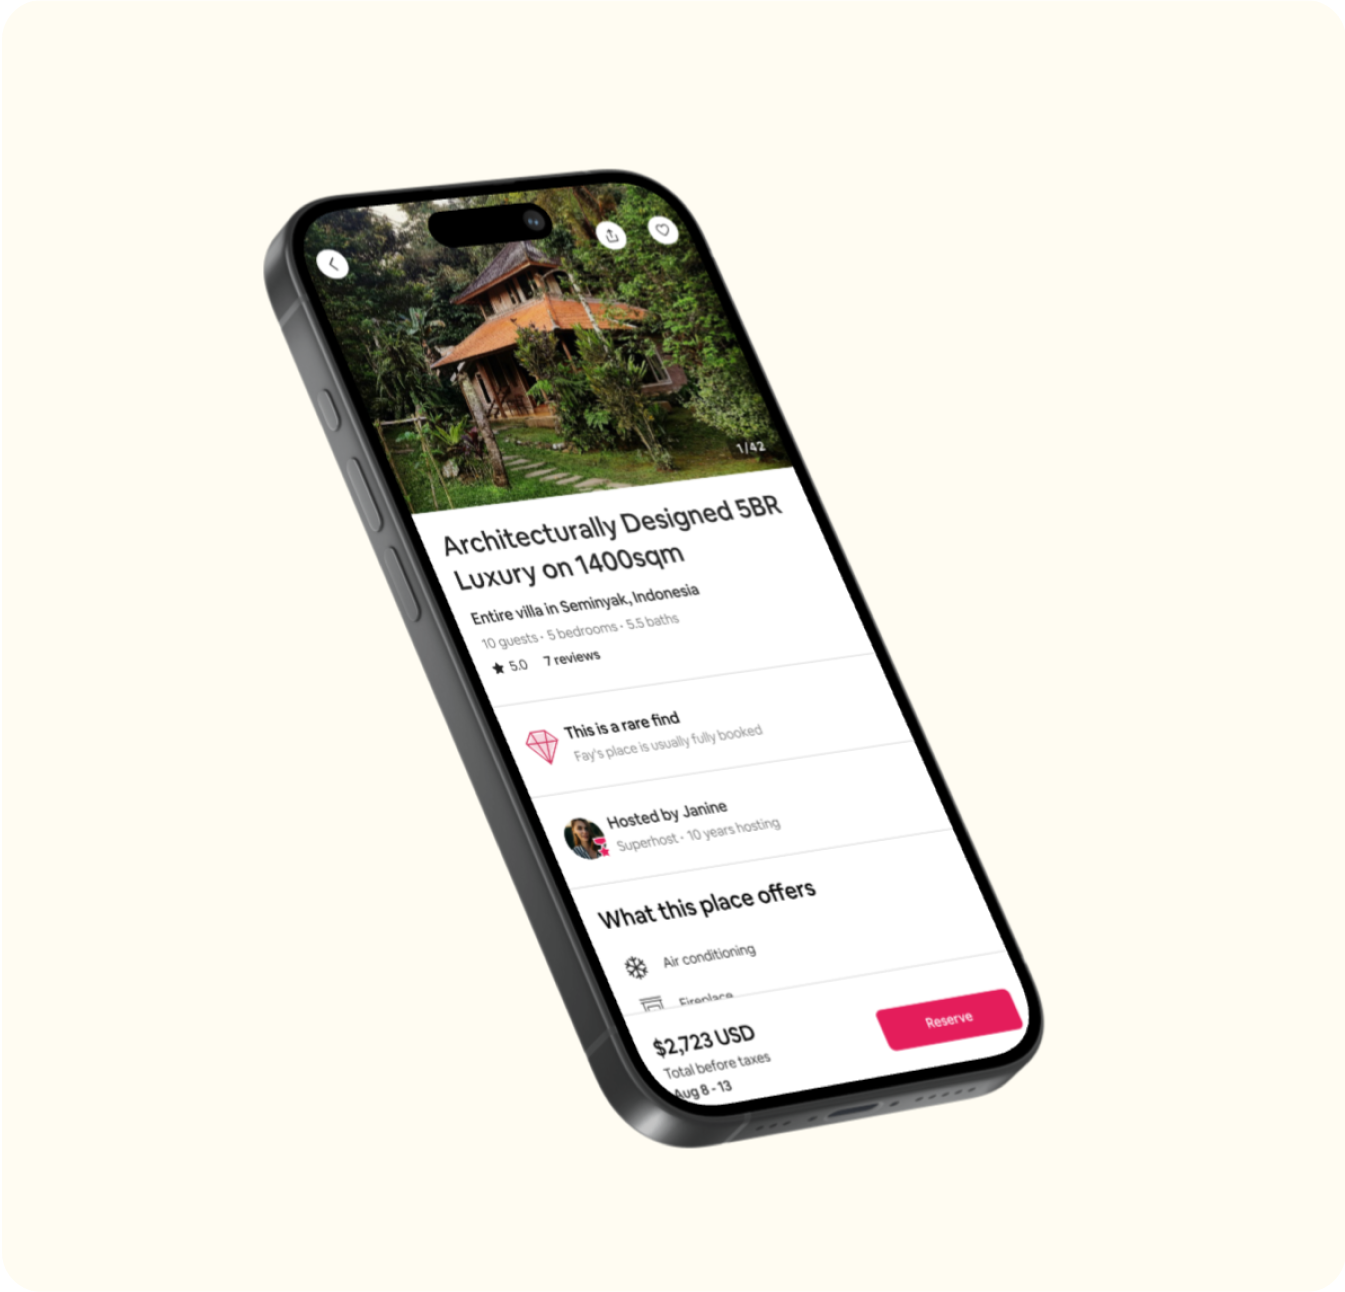 1/42
Architecturally Designed 5BR
Luxury on 1400sqm
Entire villa in Seminyak, Indonesia
10 guests · 5 bedrooms · 5.5 baths
5.0 7 reviews
This is a rare find
Fay's place is usually fully booked
Hosted by Janine
Superhost · 10 years hosting
What this place offers
Air conditioning
Fireplace
$2,723 USD
Reserve
Total before taxes
Aug 8 - 13